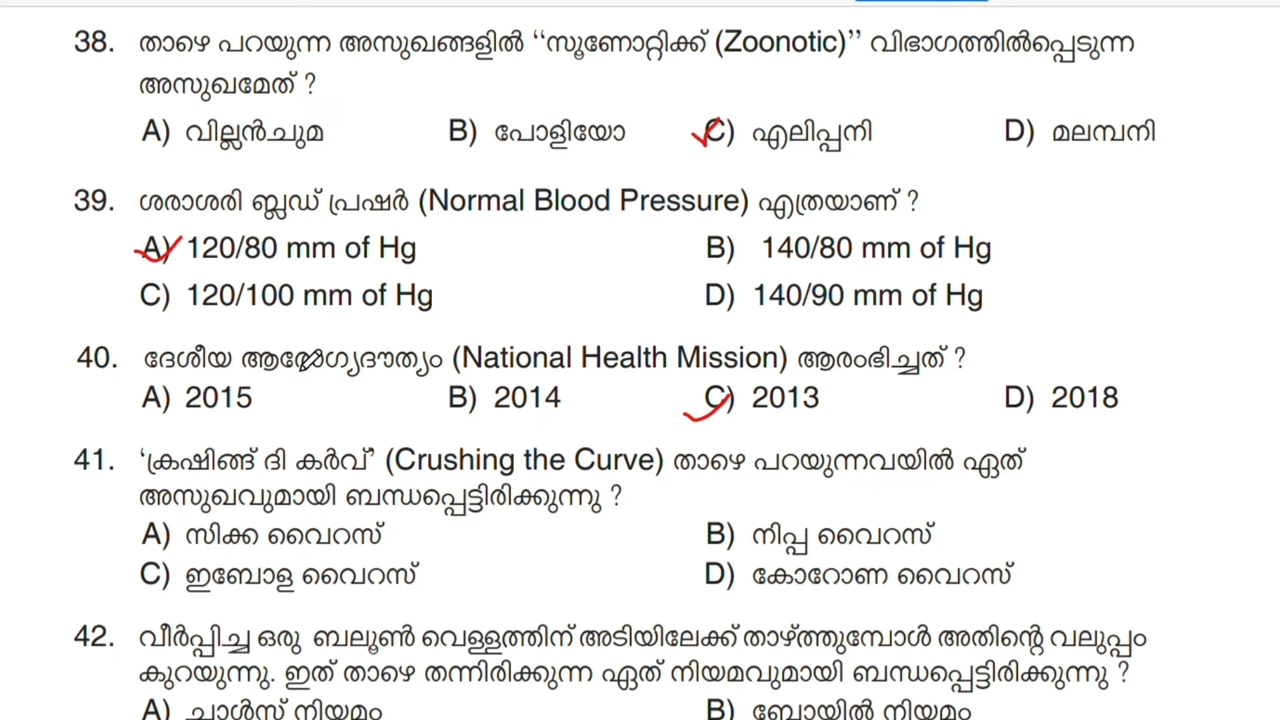 38. താഴെ പറയുന്ന അസുഖങ്ങളിൽ “സൂണോറ്റിക്ക് (Zoonotic)” വിഭാഗത്തിൽപ്പെടുന്ന
അസുഖമേത് ?
A) വില്ലൻചുമ B) പോളിയോ C) എലിപ്പനി D) മലമ്പനി
39. ശരാശരി ബ്ലഡ് പ്രഷർ (Normal Blood Pressure) എത്രയാണ് ?
A) 120/80 mm of Hg B) 140/80 mm of Hg
C) 120/100 mm of Hg D) 140/90 mm of Hg
40. ദേശീയ ആരോഗ്യദൗത്യം (National Health Mission) ആരംഭിച്ചത് ?
A) 2015 B) 2014 C) 2013 D) 2018
41. ‘ക്രഷിങ്ങ് ദി കർവ്’ (Crushing the Curve) താഴെ പറയുന്നവയിൽ ഏത്
അസുഖവുമായി ബന്ധപ്പെട്ടിരിക്കുന്നു ?
A) സിക്ക വൈറസ് B) നിപ്പ വൈറസ്
C) ഇബോള വൈറസ് D) കോറോണ വൈറസ്
42. വീർപ്പിച്ച ഒരു ബലൂൺ വെള്ളത്തിന് അടിയിലേക്ക് താഴ്ത്തുമ്പോൾ അതിന്റെ വലുപ്പം
കുറയുന്നു. ഇത് താഴെ തന്നിരിക്കുന്ന ഏത് നിയമവുമായി ബന്ധപ്പെട്ടിരിക്കുന്നു ?
A) ചാൾസ് നിയമം B) ബോയിൽ നിയമം